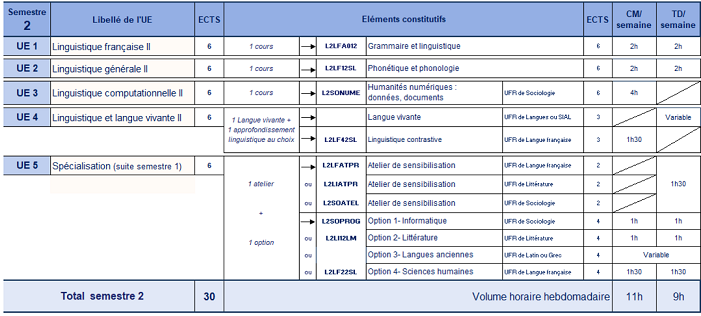 Semestre 2 Libellé de l'UE ECTS Eléments constitutifs ECTS CM/semaine TD/semaine
UE 1 Linguistique française II 6 1 cours L2LFA012 Grammaire et linguistique 6 2h 2h
UE 2 Linguistique générale II 6 1 cours L2LF12SL Phonétique et phonologie 6 2h 2h
UE 3 Linguistique computationnelle II 6 1 cours L2SONUME Humanités numériques : données, documents UFR de Sociologie 6 4h
UE 4 Linguistique et langue vivante II 6 1 Langue vivante + 1 approfondissement linguistique au choix Langue vivante UFR de Langues ou SIAL 3 Variable
L2LF42SL Linguistique contrastive UFR de Langue française 3 1h30
UE 5 Spécialisation (suite semestre 1) 6 1 atelier L2LFATPR Atelier de sensibilisation UFR de Langue française 2 1h30
ou L2LIATPR Atelier de sensibilisation UFR de Littérature 2
ou L2SOATEL Atelier de sensibilisation UFR de Sociologie 2
+
1 option L2SOPROG Option 1- Informatique UFR de Sociologie 4 1h 1h
ou L2LI12LM Option 2- Littérature UFR de Littérature 4 1h 1h
ou Option 3- Langues anciennes UFR de Latin ou Grec 4 Variable
ou L2LF22SL Option 4- Sciences humaines UFR de Langue française 4 1h30 1h30
Total semestre 2 30 Volume horaire hebdomadaire 11h 9h